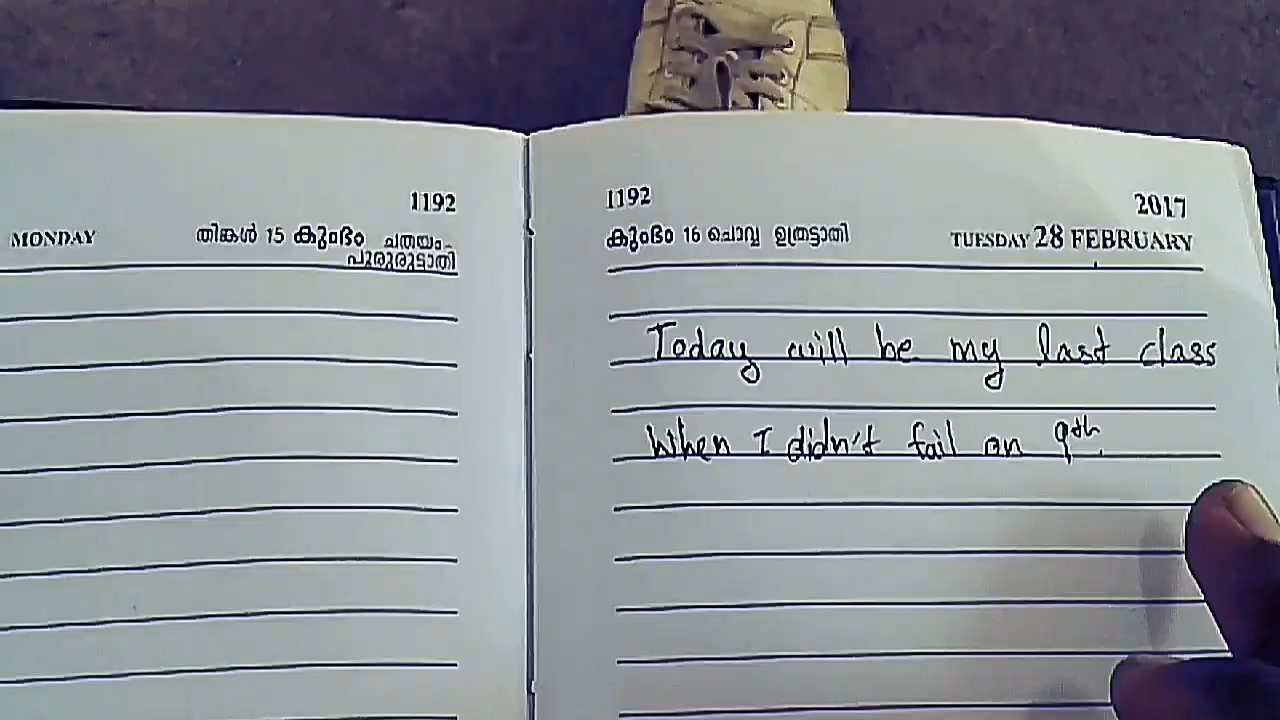 1192
MONDAY തിങ്കൾ 15 കുംഭം ചതയം-
പൂരുരുട്ടാതി
1192
2017
കുംഭം 16 ചൊവ്വ ഉത്രട്ടാതി TUESDAY 28 FEBRUARY
Today will be my last class
When I didn't fail on 9th.